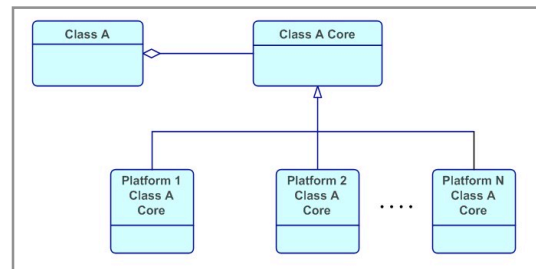 Class A
Class A Core
Platform 1
Class A
Core
Platform 2
Class A
Core
....
Platform N
Class A
Core